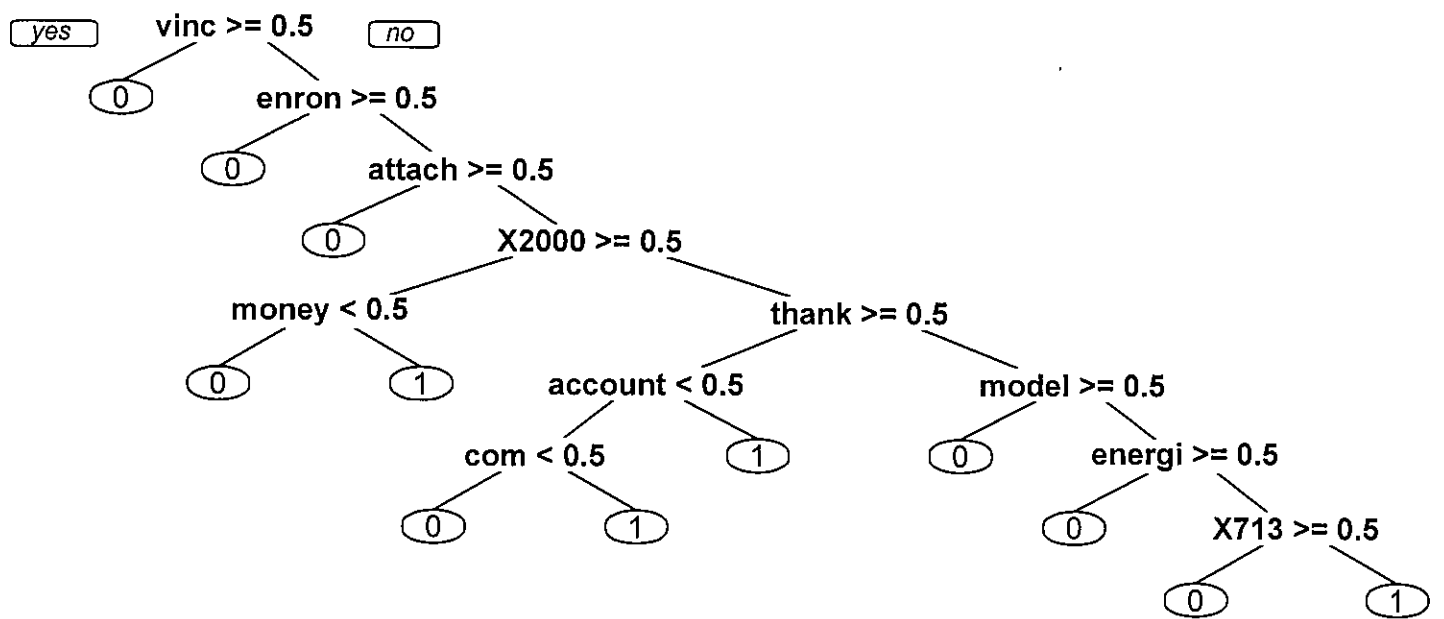 yes vinc >= 0.5 no
0 enron >= 0.5
0 attach >= 0.5
0 X2000 >= 0.5
money < 0.5 thank >= 0.5
0 1 account < 0.5 model >= 0.5
com < 0.5 1 0 energi >= 0.5
0 1 0 X713 >= 0.5
0 1